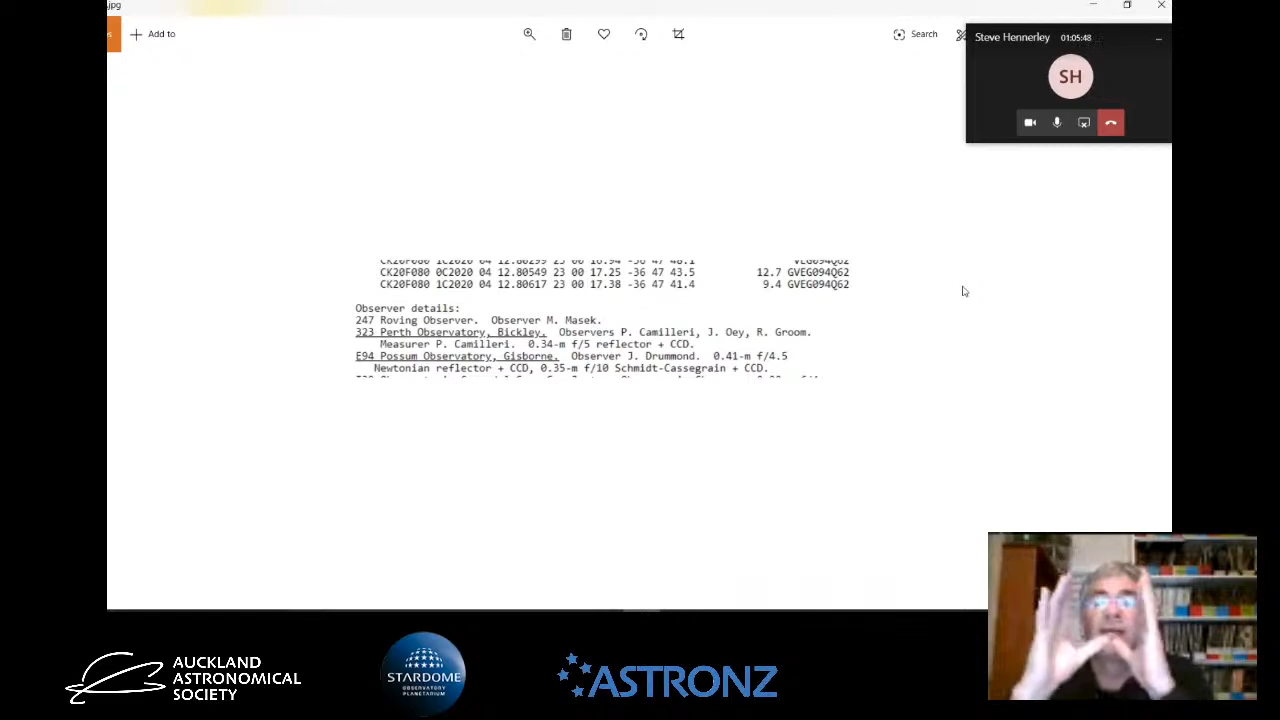 .jpg
Add to
Search
Steve Hennerley 01:05:48
SH
CK20F080 0C2020 04 12.80549 23 00 17.25 -36 47 43.5 12.7 GVEG094Q62
CK20F080 1C2020 04 12.80617 23 00 17.38 -36 47 41.4 9.4 GVEG094Q62
Observer details:
247 Roving Observer. Observer M. Masek.
323 Perth Observatory, Bickley. Observers P. Camilleri, J. Oey, R. Groom.
Measurer P. Camilleri. 0.34-m f/5 reflector + CCD.
E94 Possum Observatory, Gisborne. Observer J. Drummond. 0.41-m f/4.5
Newtonian reflector + CCD, 0.35-m f/10 Schmidt-Cassegrain + CCD.
AUCKLAND
ASTRONOMICAL
SOCIETY
STARDOME
OBSERVATORY
PLANETARIUM
ASTRONZ